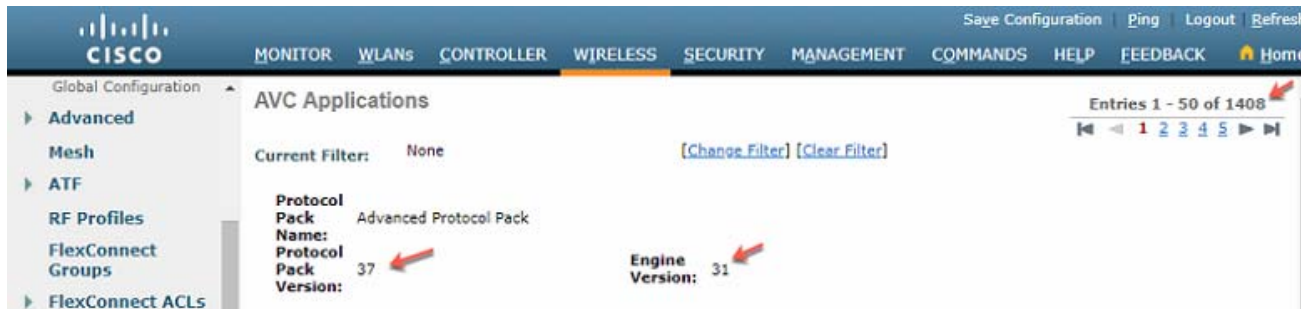 Save Configuration Ping Logout Refresh
CISCO MONITOR WLANs CONTROLLER WIRELESS SECURITY MANAGEMENT COMMANDS HELP FEEDBACK Home
Global Configuration
Advanced
Mesh
ATF
RF Profiles
FlexConnect
Groups
FlexConnect ACLs
AVC Applications
Entries 1 - 50 of 1408
1 2 3 4 5
Current Filter: None [Change Filter] [Clear Filter]
Protocol
Pack Advanced Protocol Pack
Name:
Protocol
Pack 37
Version:
Engine
Version: 31